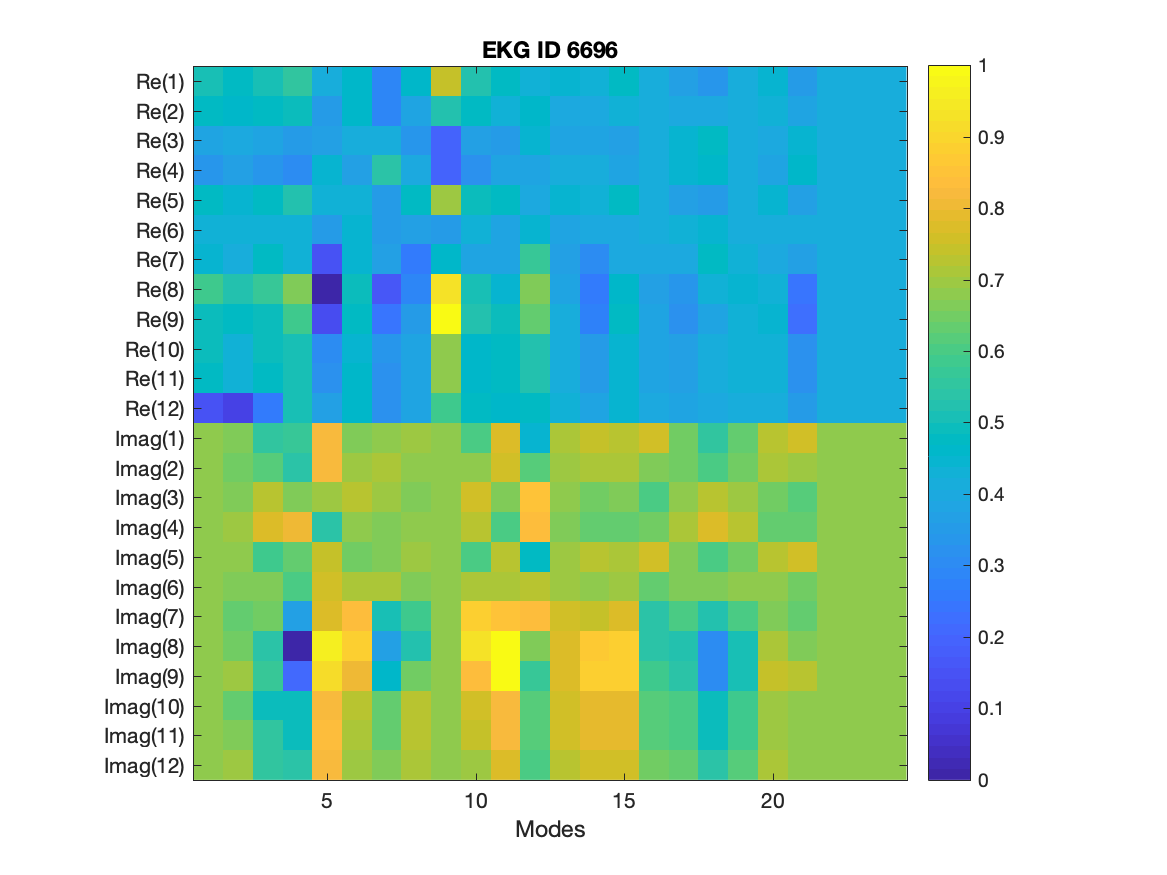 EKG ID 6696
Re(1)
Re(2)
Re(3)
Re(4)
Re(5)
Re(6)
Re(7)
Re(8)
Re(9)
Re(10)
Re(11)
Re(12)
Imag(1)
Imag(2)
Imag(3)
Imag(4)
Imag(5)
Imag(6)
Imag(7)
Imag(8)
Imag(9)
Imag(10)
Imag(11)
Imag(12)
5 10 15 20
Modes
1
0.9
0.8
0.7
0.6
0.5
0.4
0.3
0.2
0.1
0